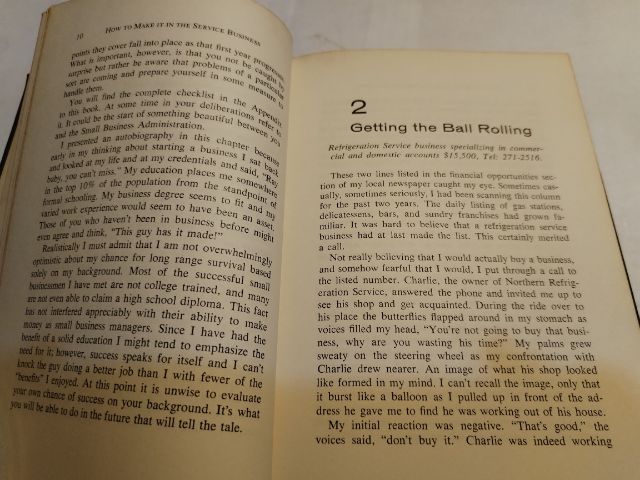 10 HOW TO MAKE IT IN THE SERVICE BUSINESS
points they cover fall into place as that first year progresses.
What is important, however, is that you not be caught by
surprise but rather be aware that problems of a particular
sort are coming and prepare yourself in some measure to
handle them.
You will find the complete checklist in the Appendix
to this book. At some time in your deliberations refer to
it. It could be the start of something beautiful between you
and the Small Business Administration.
I presented an autobiography in this chapter because
early in my thinking about starting a business I sat back
and looked at my life and at my credentials and said, "Ray
baby, you can't miss." My education places me somewhere
in the top 10% of the population from the standpoint of
formal schooling. My business degree seems to fit and my
varied work experience would seem to have been an asset.
Those of you who haven't been in business before might
even agree and think, "This guy has it made!"
Realistically I must admit that I am not overwhelmingly
optimistic about my chance for long range survival based
solely on my background. Most of the successful small
businessmen I have met are not college trained, and many
are not even able to claim a high school diploma. This fact
has not interfered appreciably with their ability to make
money as small business managers. Since I have had the
benefit of a solid education I might tend to emphasize the
need for it; however, success speaks for itself and I can't
knock the guy doing a better job than I with fewer of the
"benefits" I enjoyed. At this point it is unwise to evaluate
your own chance of success on your background. It's what
you will be able to do in the future that will tell the tale.
2
Getting the Ball Rolling
Refrigeration Service business specializing in commer-
cial and domestic accounts $15,500, Tel: 271-2516.
These two lines listed in the financial opportunities sec-
tion of my local newspaper caught my eye. Sometimes cas-
ually, sometimes seriously, I had been scanning this column
for the past two years. The daily listing of gas stations,
delicatessens, bars, and sundry franchises had grown fa-
miliar. It was hard to believe that a refrigeration service
business had at last made the list. This certainly merited
a call.
Not really believing that I would actually buy a business,
and somehow fearful that I would, I put through a call to
the listed number. Charlie, the owner of Northern Refrig-
eration Service, answered the phone and invited me up to
see his shop and get acquainted. During the ride over to
his place the butterflies flapped around in my stomach as
voices filled my head, "You're not going to buy that busi-
ness, why are you wasting his time?" My palms grew
sweaty on the steering wheel as my confrontation with
Charlie drew nearer. An image of what his shop looked
like formed in my mind. I can't recall the image, only that
it burst like a balloon as I pulled up in front of the ad-
dress he gave me to find he was working out of his house.
My initial reaction was negative. "That's good," the
voices said, "don't buy it." Charlie was indeed working